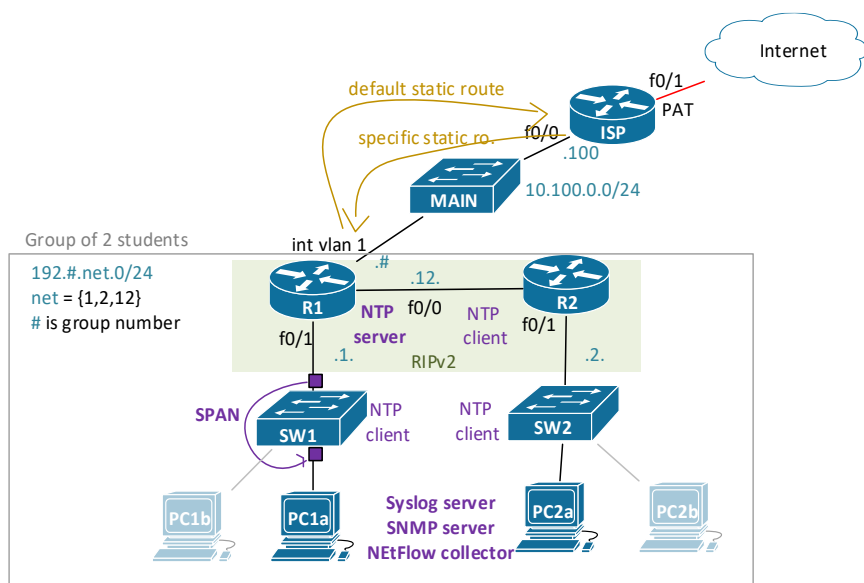 Internet
default static route
f0/1
PAT
ISP
specific static ro.
f0/0
.100
MAIN
10.100.0.0/24
Group of 2 students
int vlan 1
192.#.net.0/24
net = {1,2,12}
# is group number
.#
.12.
R1
R2
f0/0
NTP
server
NTP
client
f0/1
f0/1
.1.
RIPv2
.2.
SPAN
NTP
client
NTP
client
SW1
SW2
PC1b
PC1a
Syslog server
SNMP server
NEtFlow collector
PC2a
PC2b